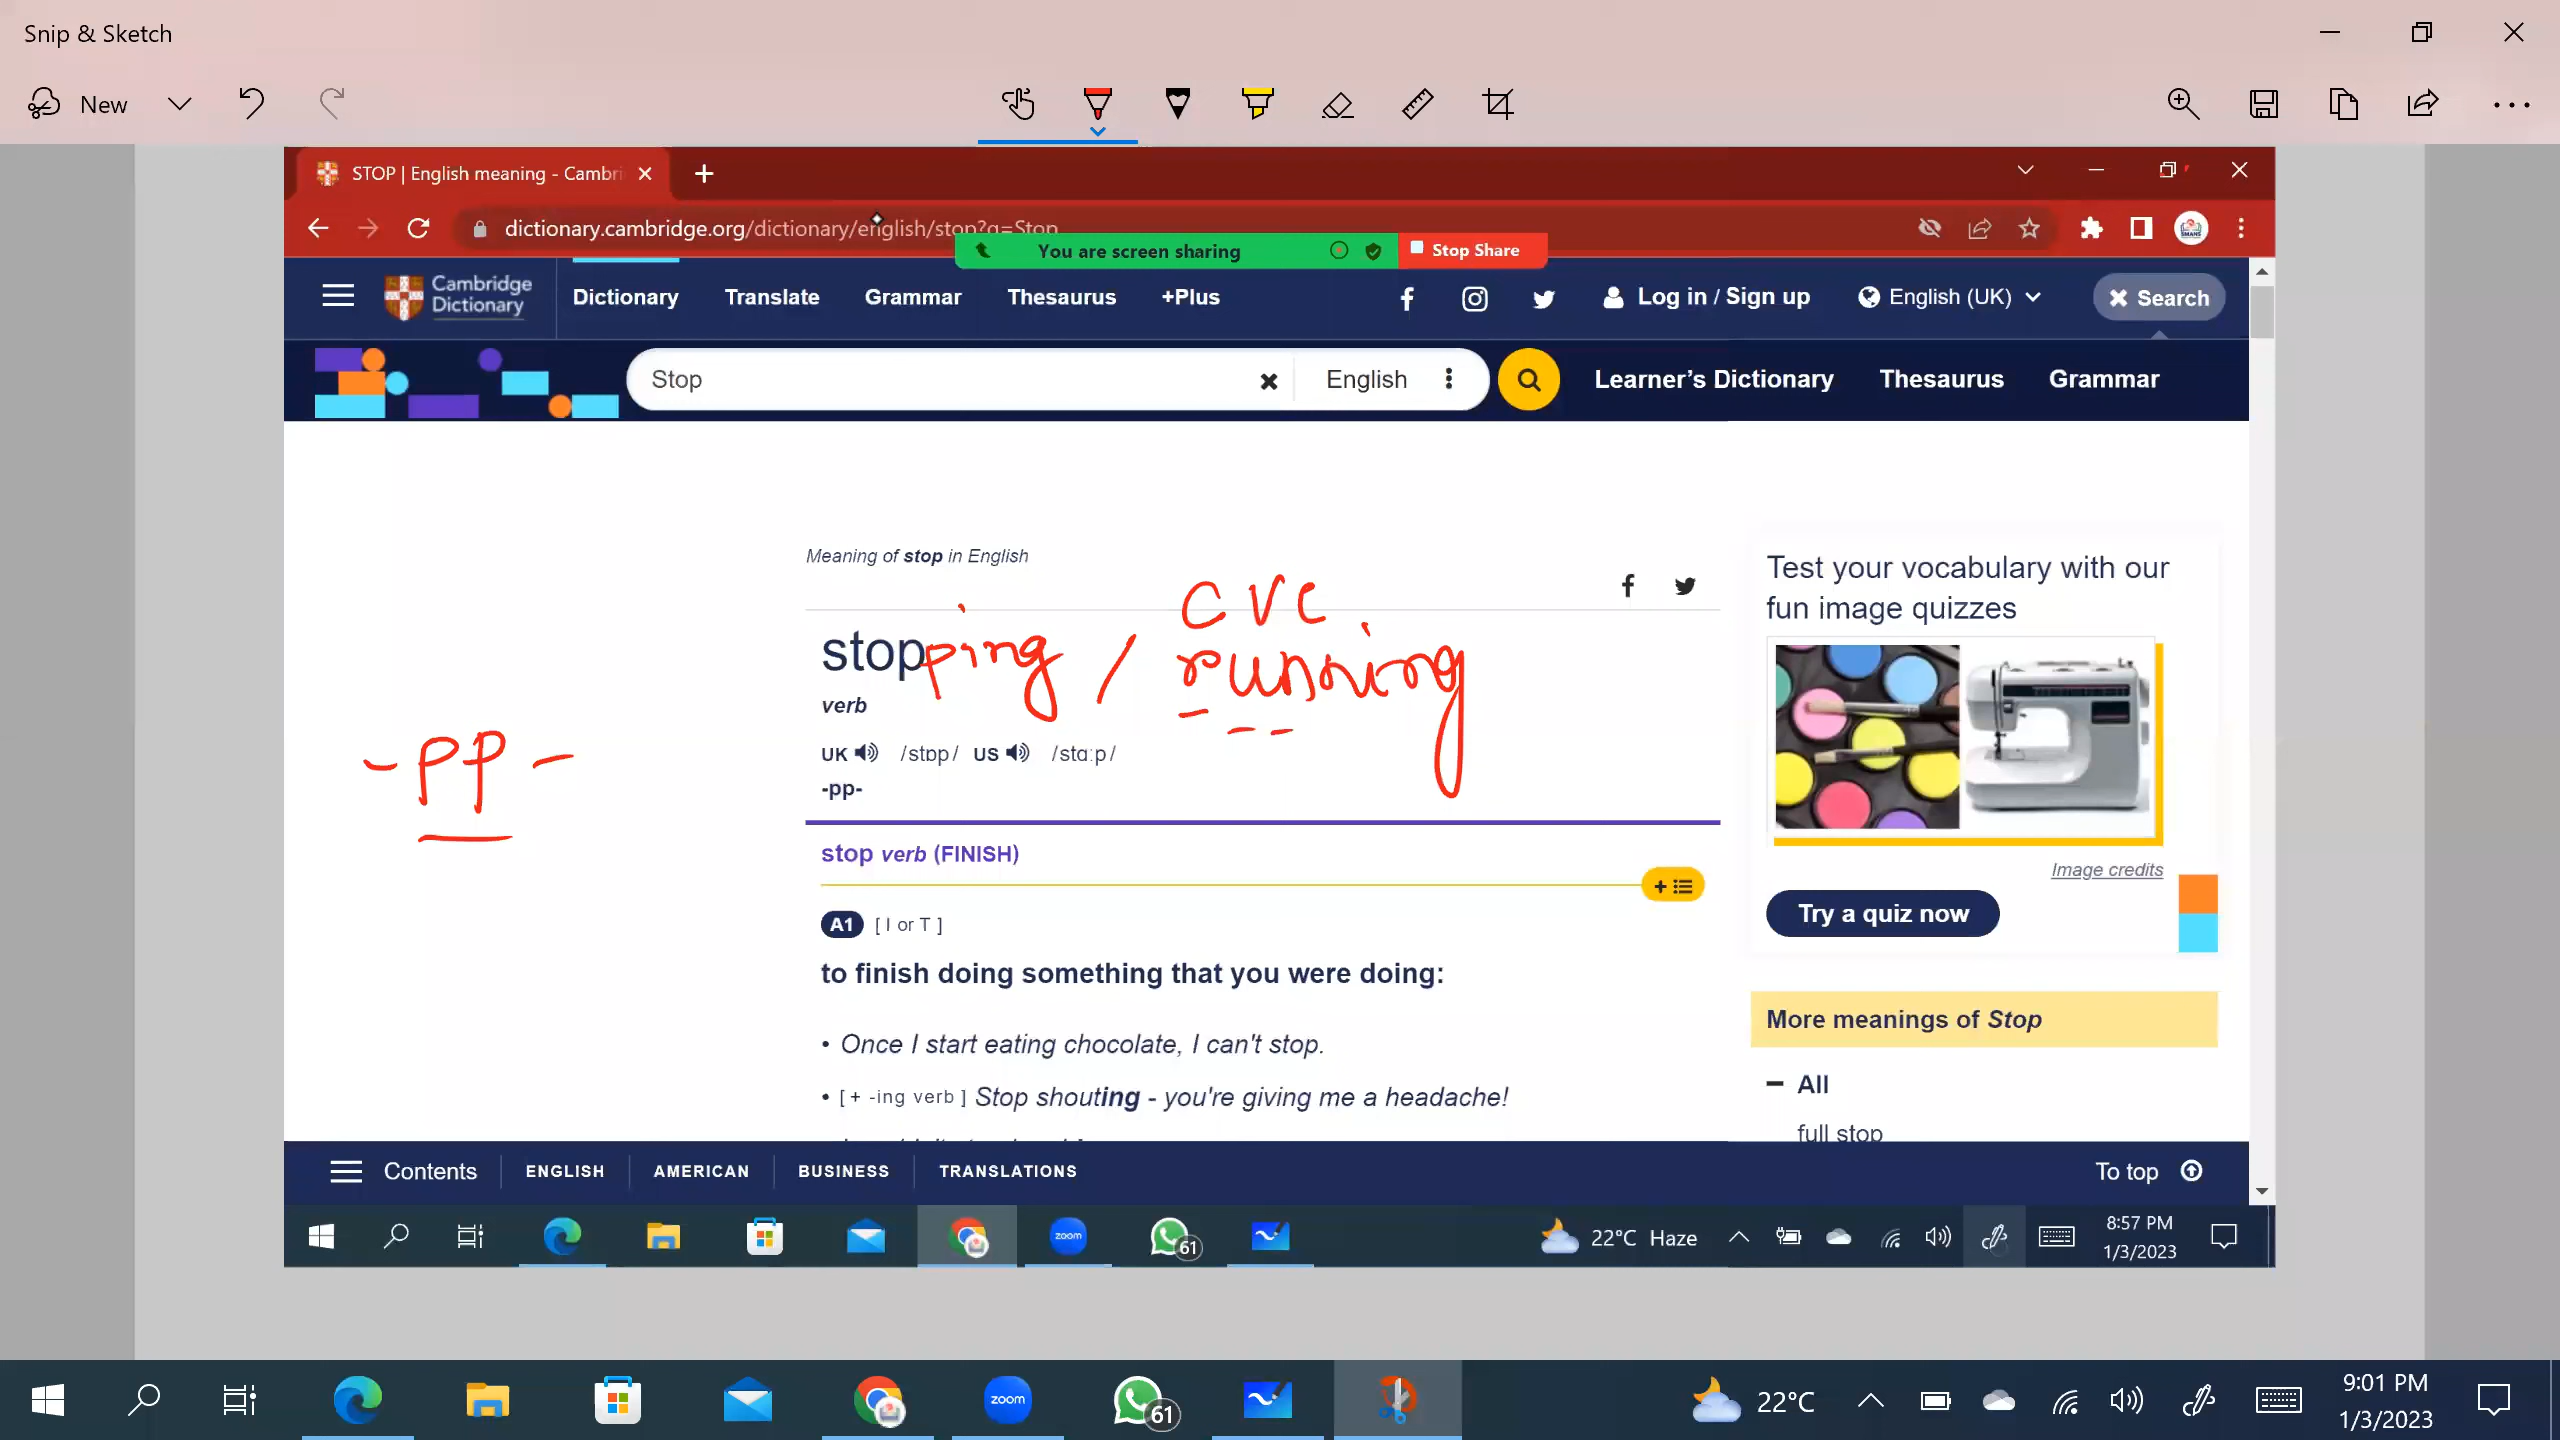 Snip & Sketch
New
STOP | English meaning - Cambri
dictionary.cambridge.org/dictionary/english/stop?q=Stop
You are screen sharing
Stop Share
Cambridge
Dictionary
Dictionary Translate Grammar Thesaurus +Plus
Log in / Sign up
English (UK)
Search
Stop
English
Learner's Dictionary Thesaurus Grammar
Meaning of stop in English
CVC
stopping / running
verb
UK /stɒp/ US /stɑːp/
-pp-
-PP-
stop verb (FINISH)
A1 [ I or T ]
to finish doing something that you were doing:
• Once I start eating chocolate, I can't stop.
• [ + -ing verb ] Stop shouting - you're giving me a headache!
Test your vocabulary with our
fun image quizzes
Image credits
Try a quiz now
More meanings of Stop
All
full stop
Contents ENGLISH AMERICAN BUSINESS TRANSLATIONS
To top
zoom
61
22°C Haze
8:57 PM
1/3/2023
zoom
61
22°C
9:01 PM
1/3/2023